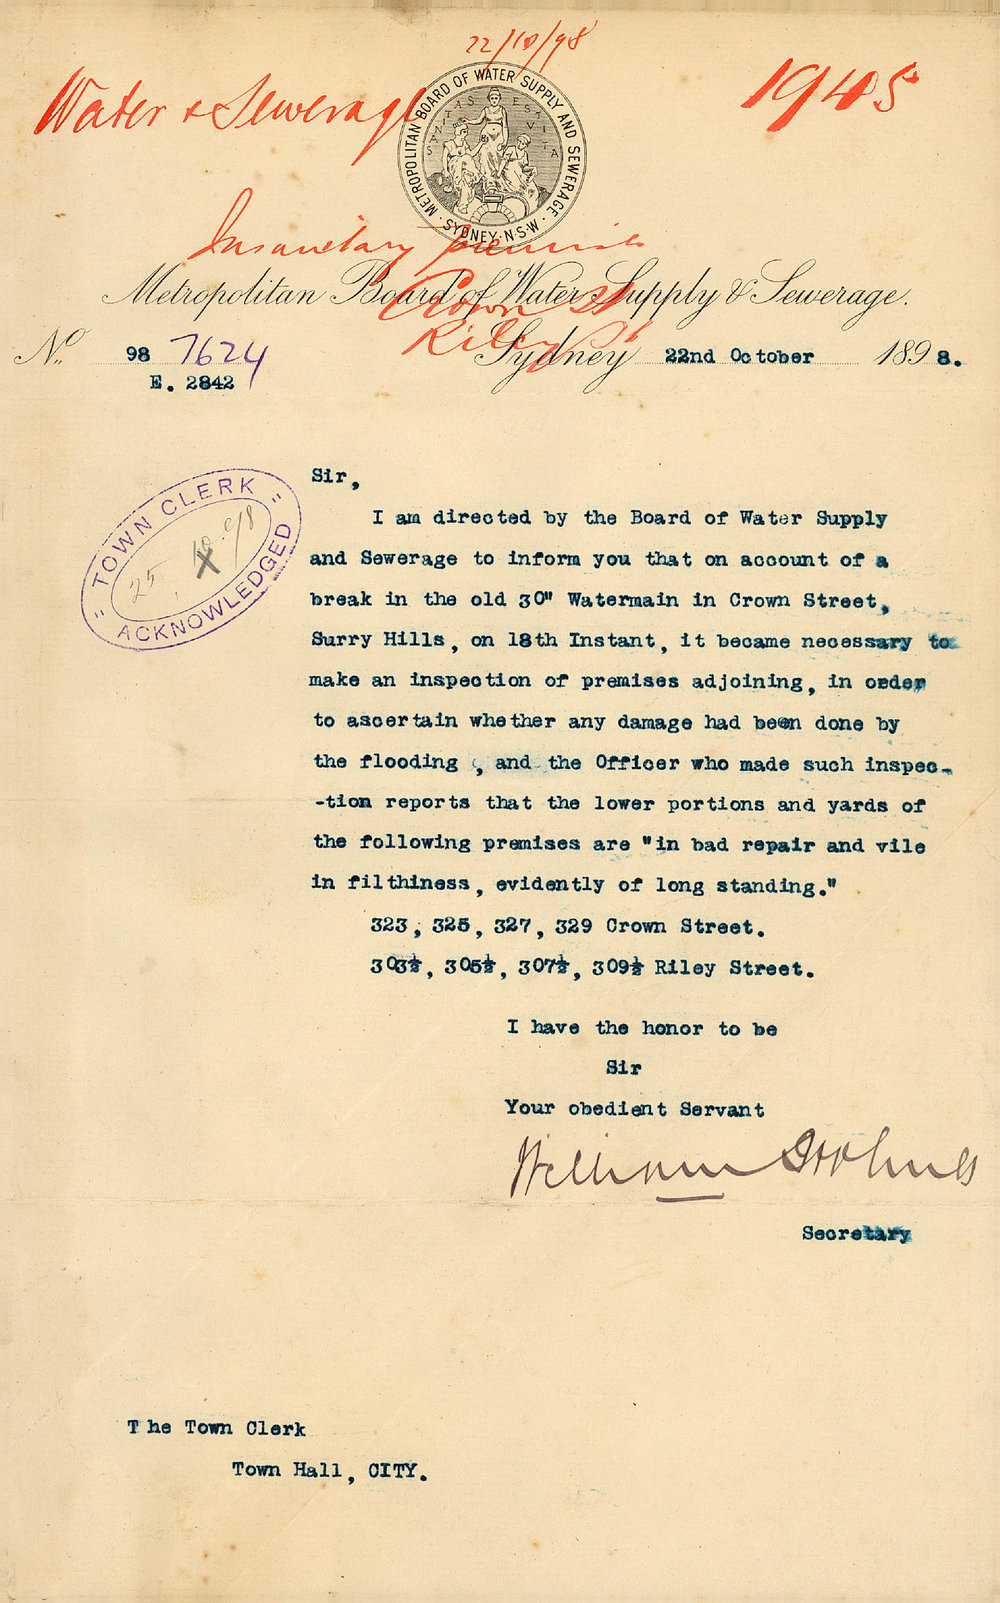 22/10/98
Water & Sewerage
1945
METROPOLITAN BOARD OF WATER SUPPLY AND SEWERAGE.
SYDNEY·N·S·W·
SANITAS EST VITA
Insanitary Premises
Metropolitan Board of Water Supply & Sewerage.
Crown St
Riley St
No. 98 7624
E. 2842
Sydney 22nd October 1898.
"TOWN CLERK"
25.10.98
ACKNOWLEDGED
Sir,
I am directed by the Board of Water Supply
and Sewerage to inform you that on account of a
break in the old 30" Watermain in Crown Street,
Surry Hills, on 18th Instant, it became necessary to
make an inspection of premises adjoining, in order
to ascertain whether any damage had been done by
the flooding , and the Officer who made such inspec-
-tion reports that the lower portions and yards of
the following premises are "in bad repair and vile
in filthiness, evidently of long standing."
323, 325, 327, 329 Crown Street.
303½, 305½, 307½, 309½ Riley Street.
I have the honor to be
Sir
Your obedient Servant
William Holmes
Secretary
The Town Clerk
Town Hall, CITY.